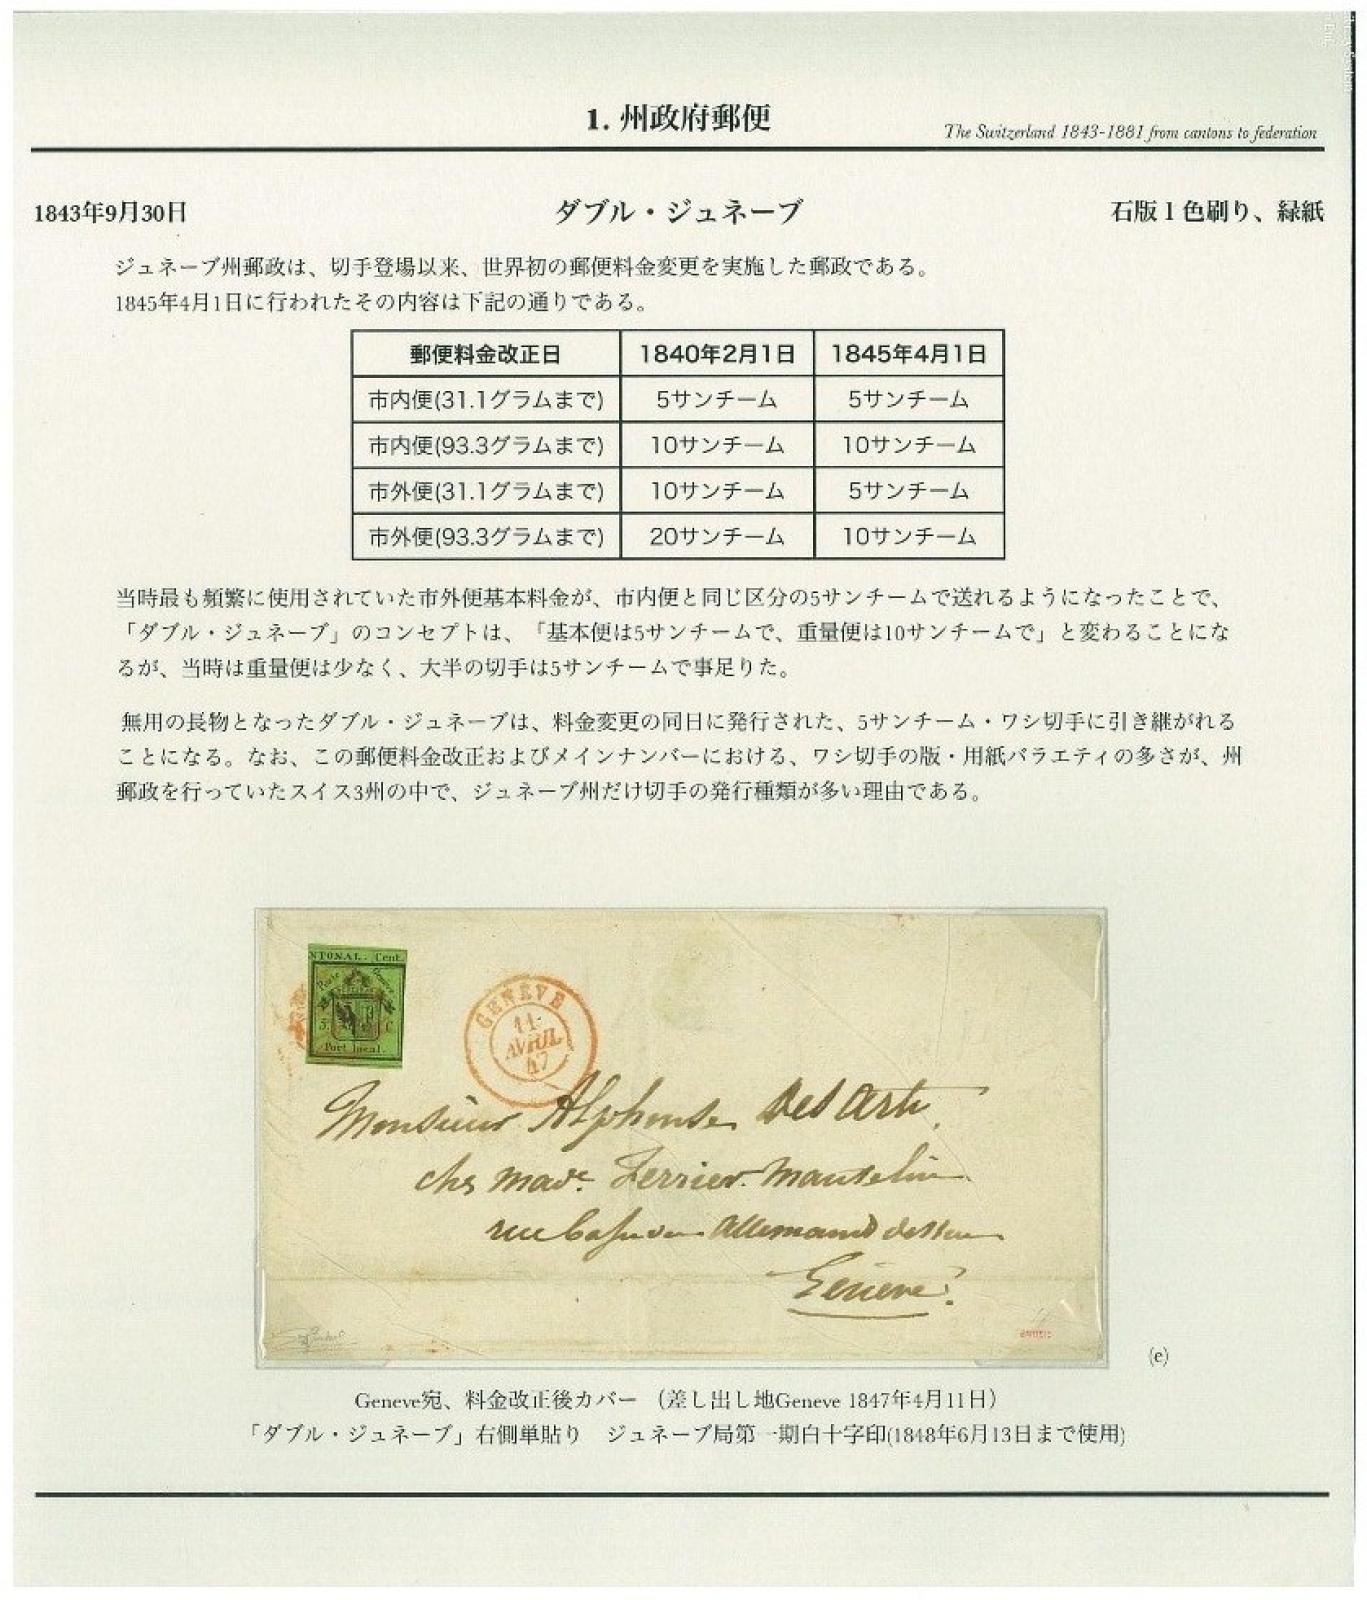 1. 州政府郵便
The Switzerland 1843-1881 from cantons to federation
1843年9月30日
ダブル・ジュネーブ
石版１色刷り、緑紙
ジュネーブ州郵政は、切手登場以来、世界初の郵便料金変更を実施した郵政である。
1845年4月1日に行われたその内容は下記の通りである。
郵便料金改正日 1840年2月1日 1845年4月1日
市内便(31.1グラムまで) 5サンチーム 5サンチーム
市内便(93.3グラムまで) 10サンチーム 10サンチーム
市外便(31.1グラムまで) 10サンチーム 5サンチーム
市外便(93.3グラムまで) 20サンチーム 10サンチーム
当時最も頻繁に使用されていた市外便基本料金が、市内便と同じ区分の5サンチームで送れるようになったことで、
「ダブル・ジュネーブ」のコンセプトは、「基本便は5サンチームで、重量便は10サンチームで」と変わることにな
るが、当時は重量便は少なく、大半の切手は5サンチームで事足りた。
無用の長物となったダブル・ジュネーブは、料金変更の同日に発行された、5サンチーム・ワシ切手に引き継がれる
ことになる。なお、この郵便料金改正およびメインナンバーにおける、ワシ切手の版・用紙バラエティの多さが、州
郵政を行っていたスイス3州の中で、ジュネーブ州だけ切手の発行種類が多い理由である。
NTONAL. Cent.
Poste Geneve
5 C
Port local.
GENEVE
11
AVRIL
47
Monsieur Alphonse Des Arts
chs made Ferrier
rue allemand dessou
Geneve
(e)
Geneve宛、料金改正後カバー （差し出し地Geneve 1847年4月11日）
「ダブル・ジュネーブ」右側単貼り ジュネーブ局第一期白十字印(1848年6月13日まで使用)